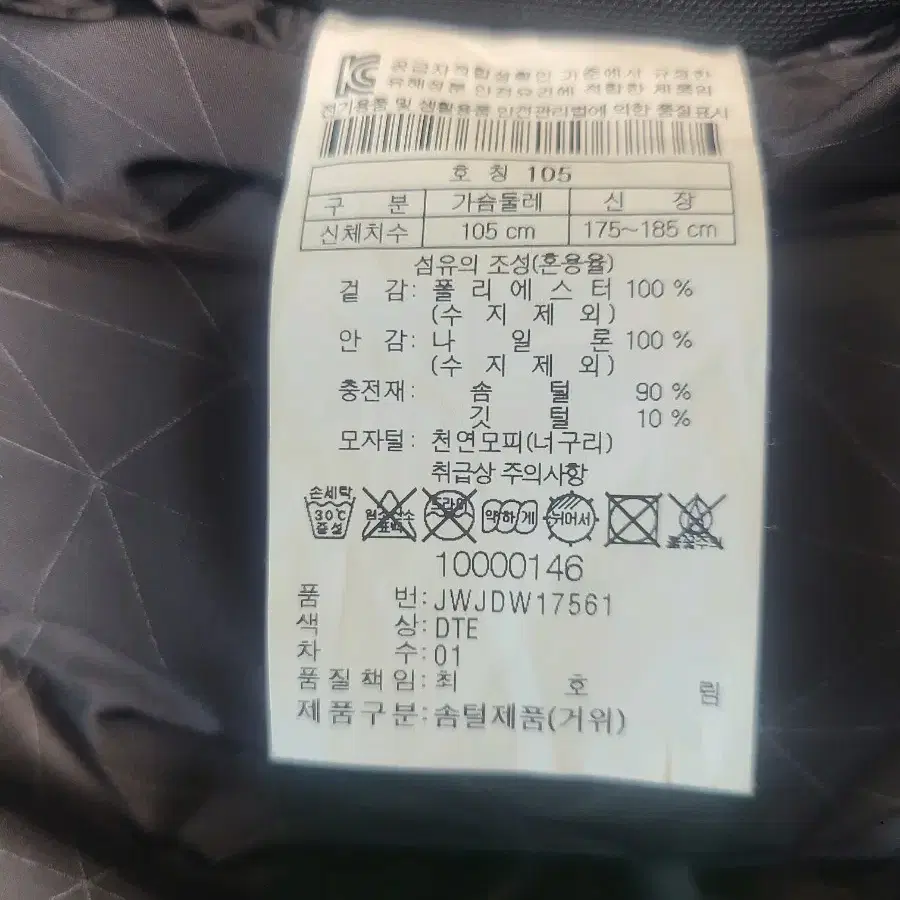 KC 공급자적합성확인 기준에서 규정한
유해성분 안전요건에 적합한 제품임
전기용품 및 생활용품 안전관리법에 의한 품질표시
호 칭 105
구 분 가슴둘레 신 장
신체치수 105 cm 175~185 cm
섬유의 조성(혼용율)
겉 감: 폴 리 에 스 터 100 %
(수 지 제 외)
안 감: 나 일 론 100 %
(수 지 제 외)
충전재: 솜 털 90 %
깃 털 10 %
모자털: 천연모피(너구리)
취급상 주의사항
손세탁 30℃ 중성 드라이 약하게 뉘어서
10000146
품 번: JWJDW17561
색 상: DTE
차 수: 01
품질책임: 최 호 림
제품구분: 솜털제품(거위)